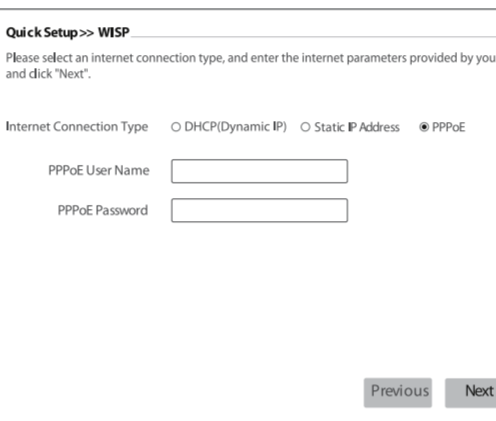 Quick Setup>> WISP
Please select an internet connection type, and enter the internet parameters provided by you
and click "Next".
Internet Connection Type DHCP(Dynamic IP) Static IP Address PPPoE
PPPoE User Name
PPPoE Password
Previous Next